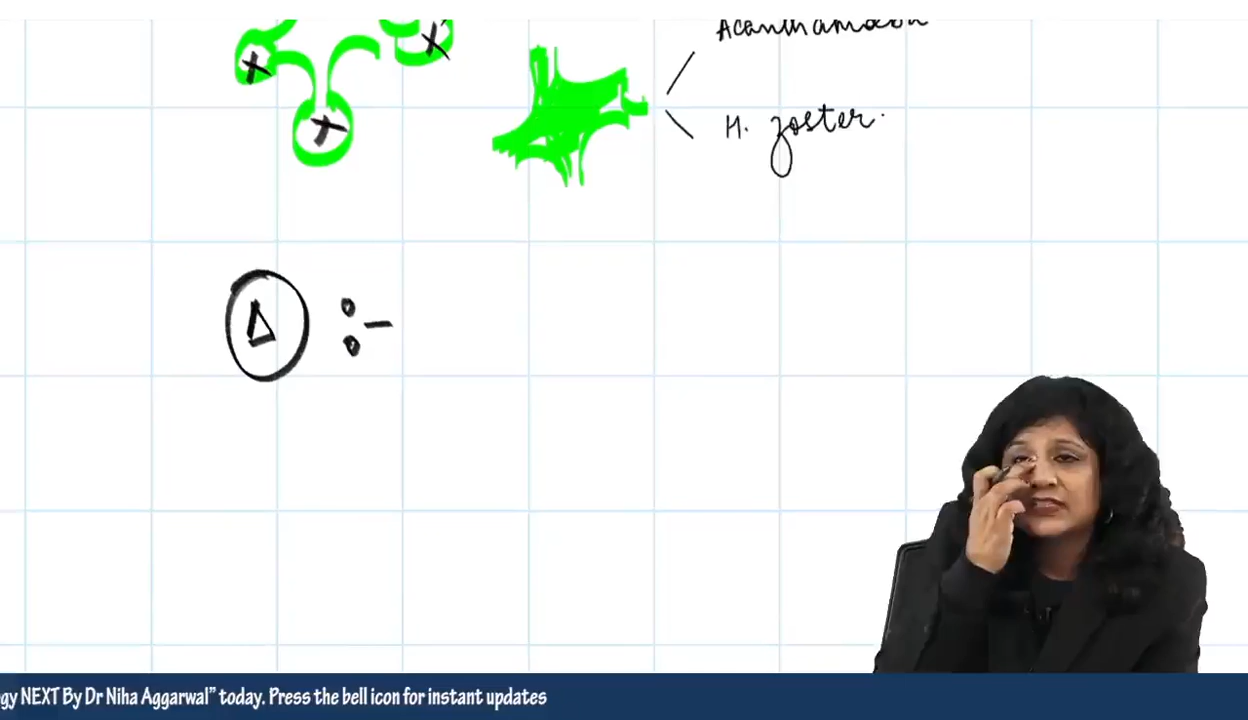 Acanthamoeba
H. zoster.
Δ :-
gy NEXT By Dr Niha Aggarwal” today. Press the bell icon for instant updates